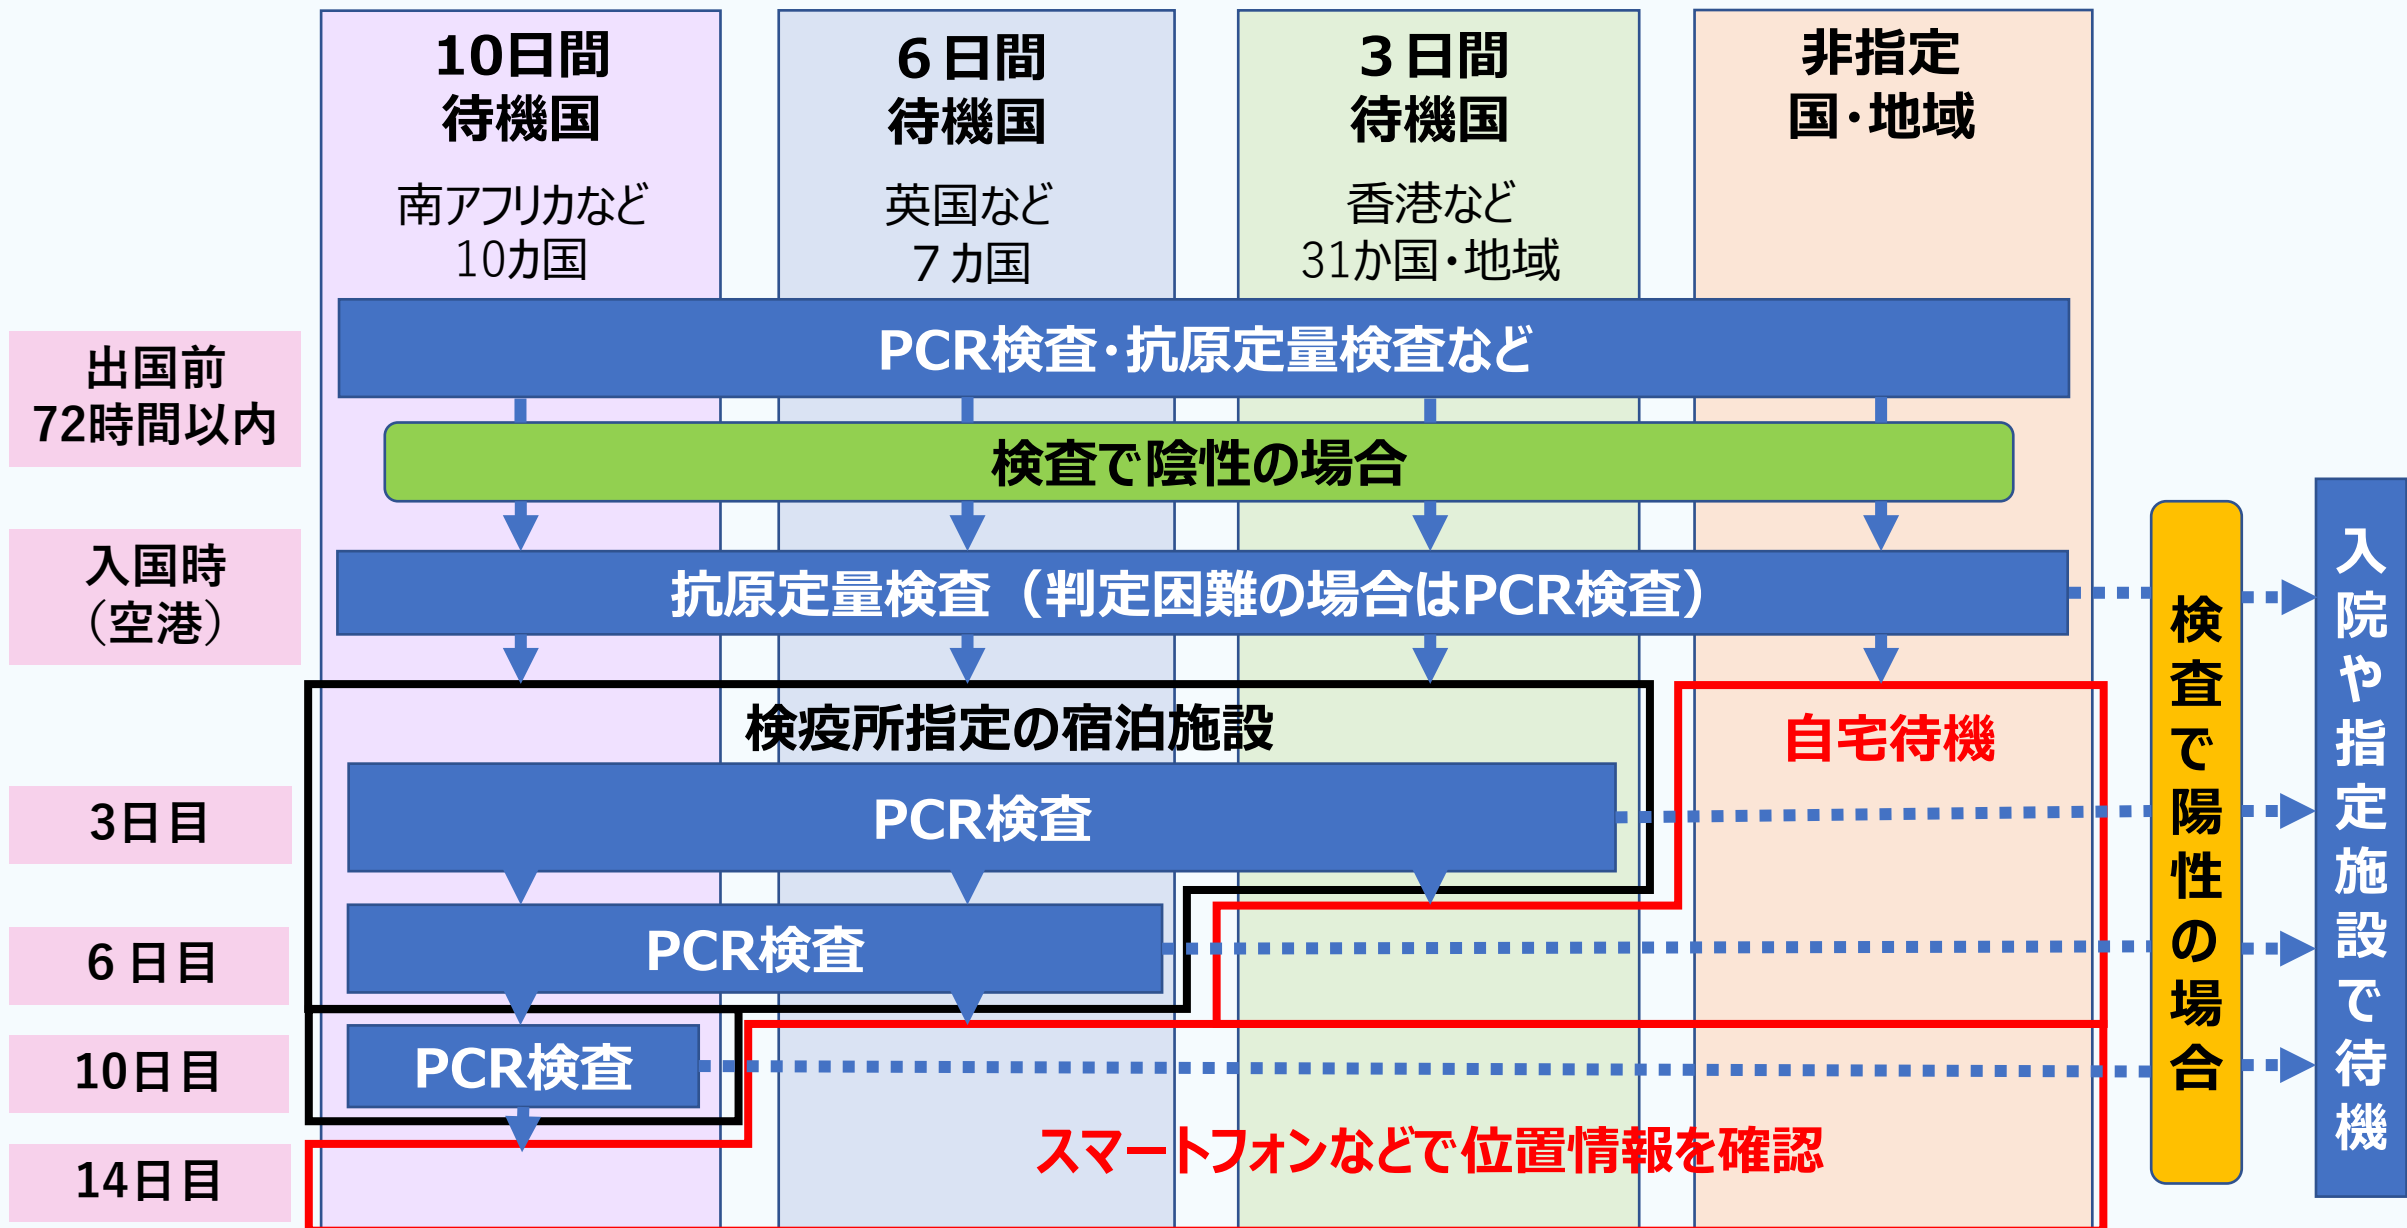 10日間
待機国
南アフリカなど
10カ国
６日間
待機国
英国など
７カ国
３日間
待機国
香港など
31か国・地域
非指定
国・地域
出国前
72時間以内
PCR検査・抗原定量検査など
検査で陰性の場合
入国時
（空港）
抗原定量検査（判定困難の場合はPCR検査）
検疫所指定の宿泊施設
自宅待機
3日目
PCR検査
６日目
PCR検査
10日目
PCR検査
スマートフォンなどで位置情報を確認
14日目
検査で陽性の場合
入院や指定施設で待機